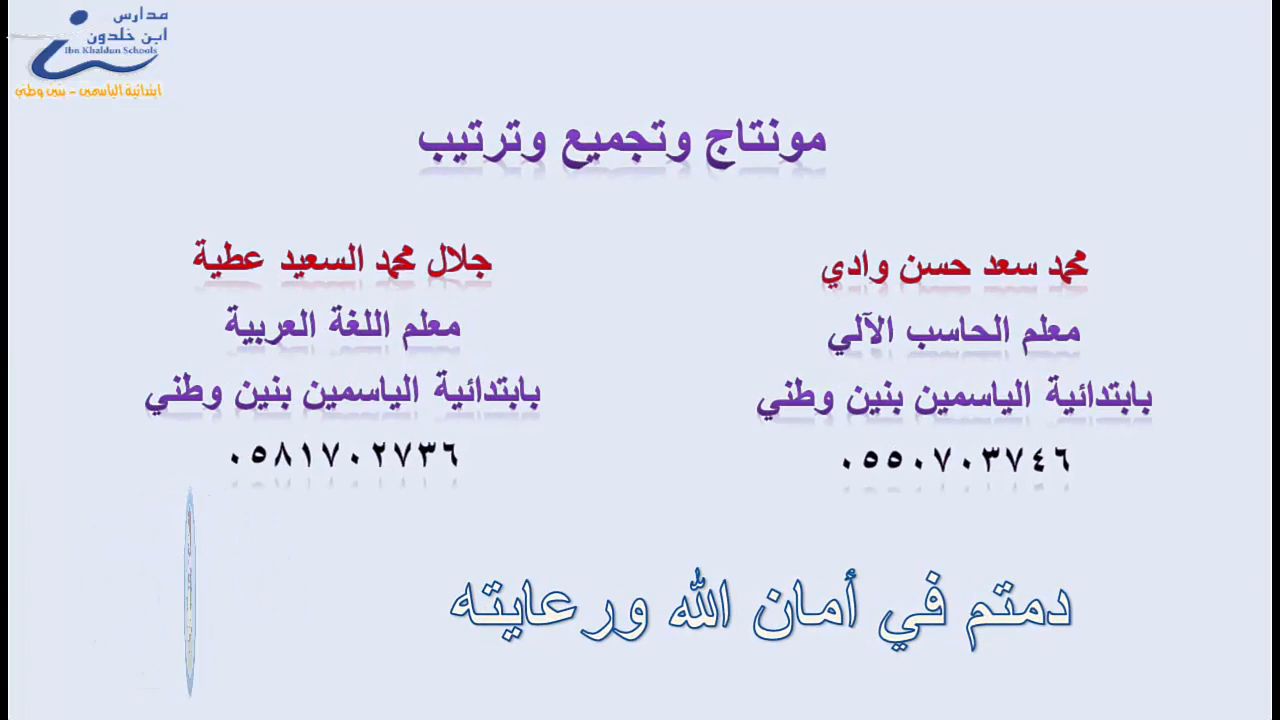 مدارس
ابن خلدون
Ibn Khaldun Schools
ابتدائية الياسمين - بنين وطني
مونتاج وتجميع وترتيب
محمد سعد حسن وادي
معلم الحاسب الآلي
بابتدائية الياسمين بنين وطني
٠٥٥٠٧٠٣٧٤٦
جلال محمد السعيد عطية
معلم اللغة العربية
بابتدائية الياسمين بنين وطني
٠٥٨١٧٠٢٧٣٦
دمتم في أمان الله ورعايته